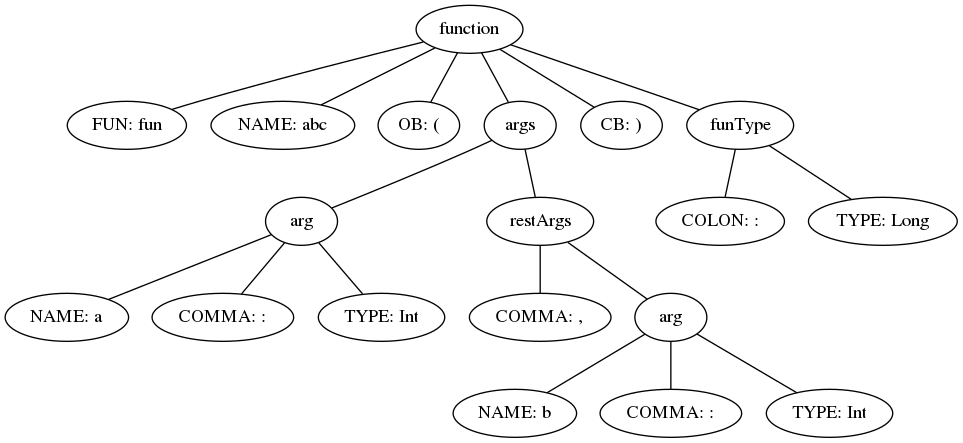 function
FUN: fun
NAME: abc
OB: (
args
CB: )
funType
arg
restArgs
COLON: :
TYPE: Long
NAME: a
COMMA: :
TYPE: Int
COMMA: ,
arg
NAME: b
COMMA: :
TYPE: Int